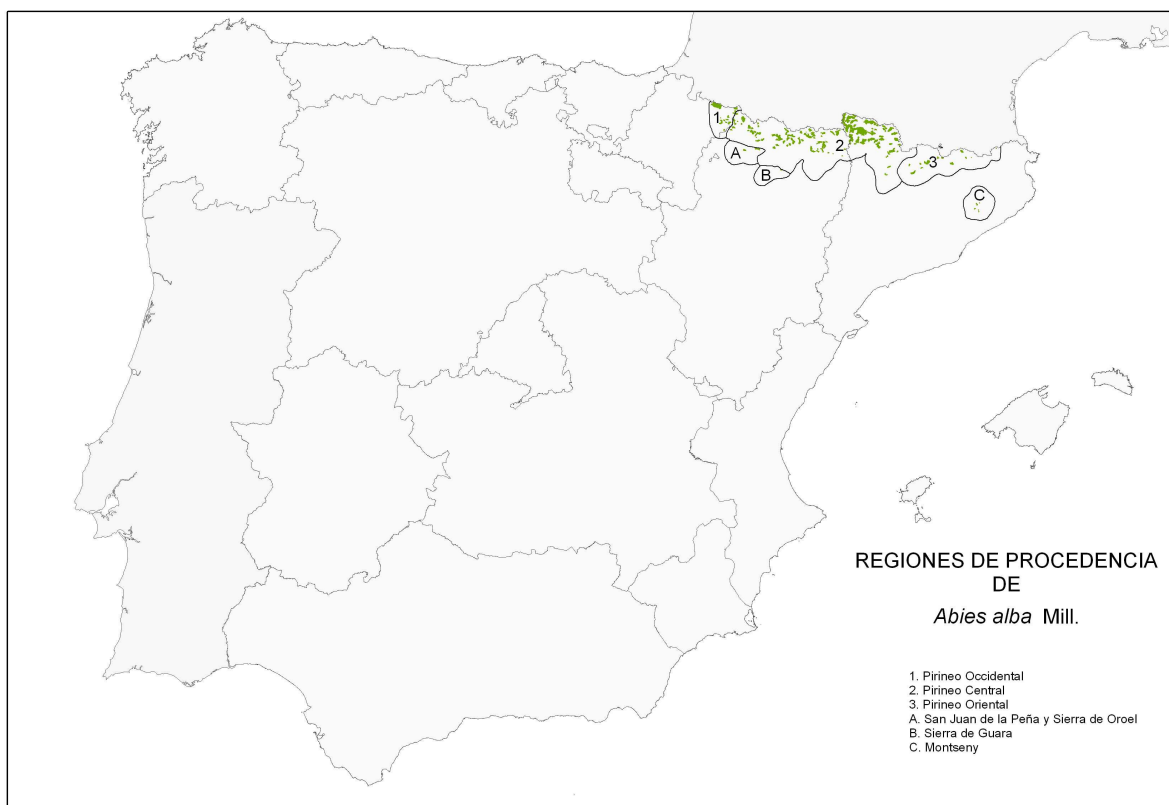 1
2
3
A
B
C
REGIONES DE PROCEDENCIA
DE
Abies alba Mill.
1. Pirineo Occidental
2. Pirineo Central
3. Pirineo Oriental
A. San Juan de la Peña y Sierra de Oroel
B. Sierra de Guara
C. Montseny